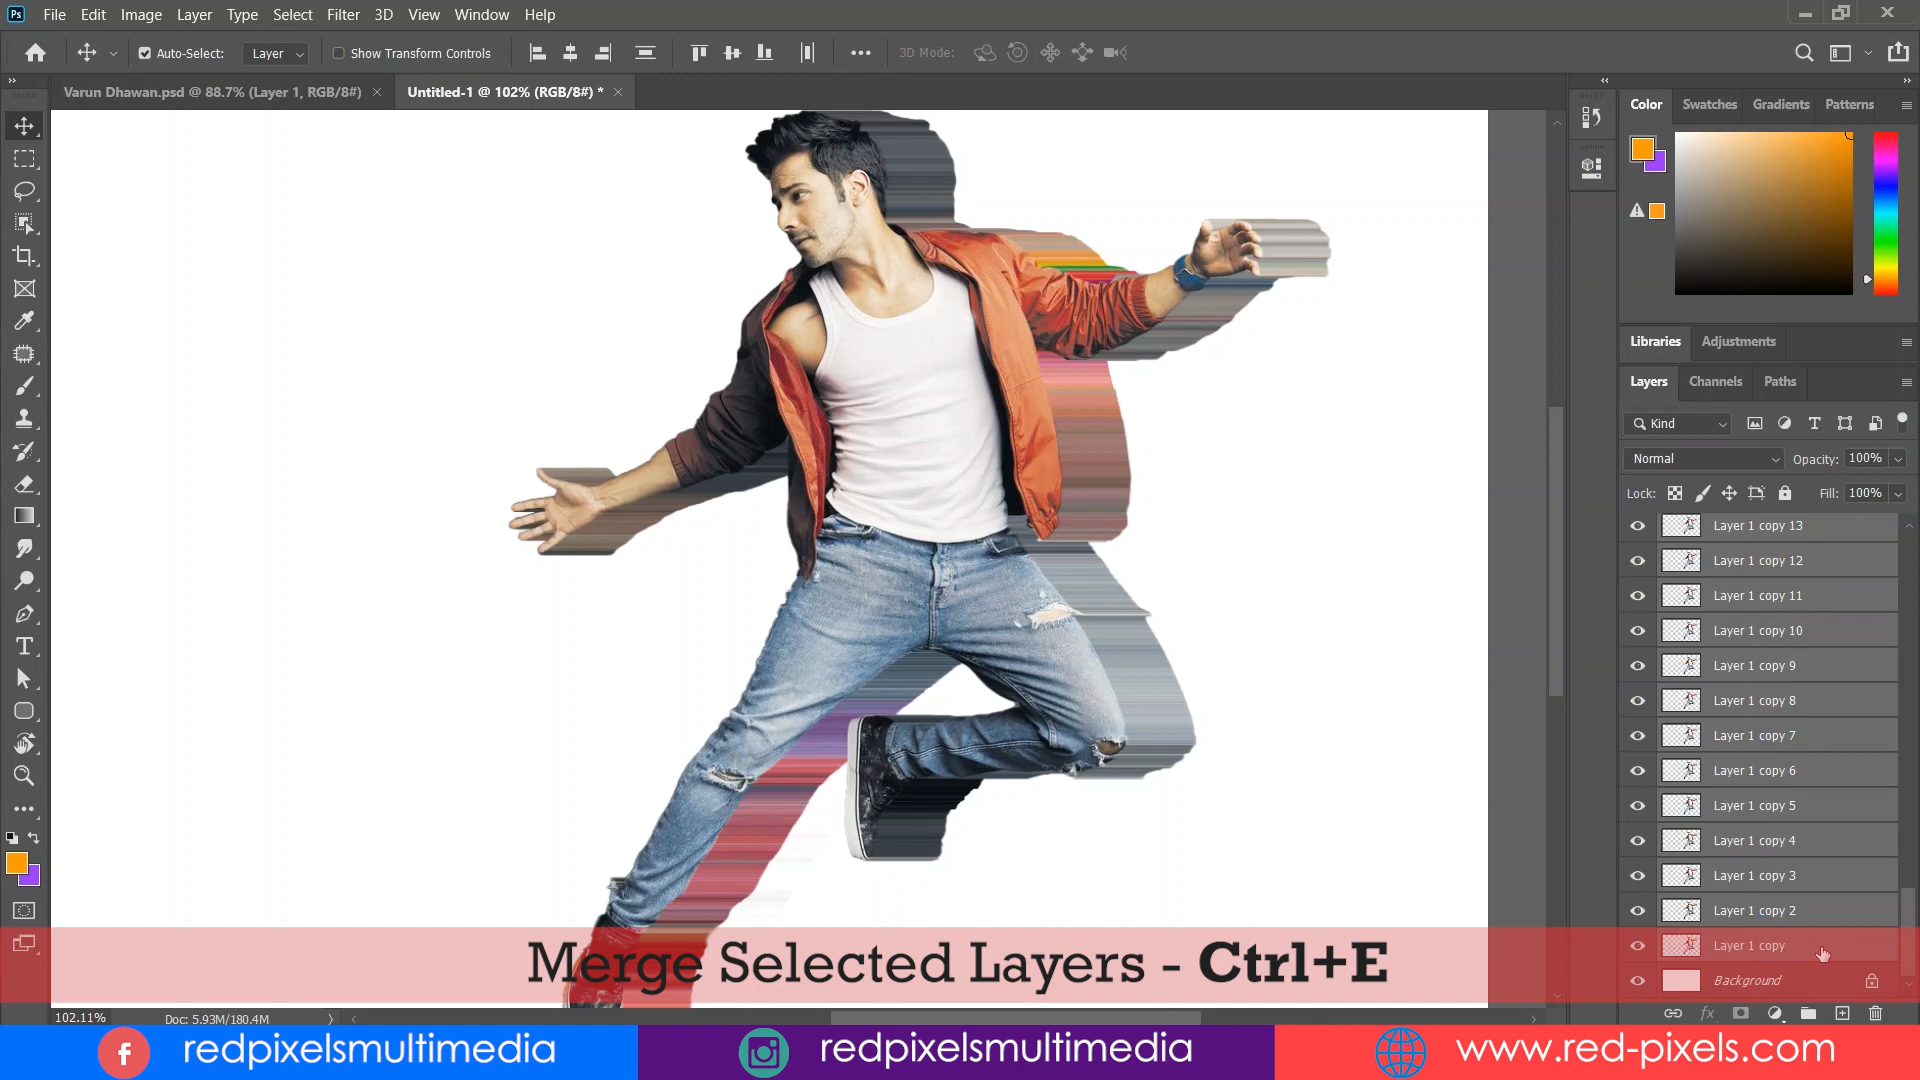 Ps File Edit Image Layer Type Select Filter 3D View Window Help
Auto-Select: Layer Show Transform Controls 3D Mode:
Varun Dhawan.psd @ 88.7% (Layer 1, RGB/8#) × Untitled-1 @ 102% (RGB/8#) * ×
Color Swatches Gradients Patterns
Libraries Adjustments
Layers Channels Paths
Kind
Normal Opacity: 100%
Lock: Fill: 100%
Layer 1 copy 13
Layer 1 copy 12
Layer 1 copy 11
Layer 1 copy 10
Layer 1 copy 9
Layer 1 copy 8
Layer 1 copy 7
Layer 1 copy 6
Layer 1 copy 5
Layer 1 copy 4
Layer 1 copy 3
Layer 1 copy 2
Layer 1 copy
Background
Merge Selected Layers - Ctrl+E
102.11% Doc: 5.93M/180.4M
fx
redpixelsmultimedia redpixelsmultimedia www.red-pixels.com